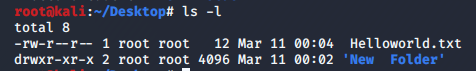 root@kali:~/Desktop# ls -l
total 8
-rw-r--r-- 1 root root   12 Mar 11 00:04  Helloworld.txt
drwxr-xr-x 2 root root 4096 Mar 11 00:02 'New  Folder'